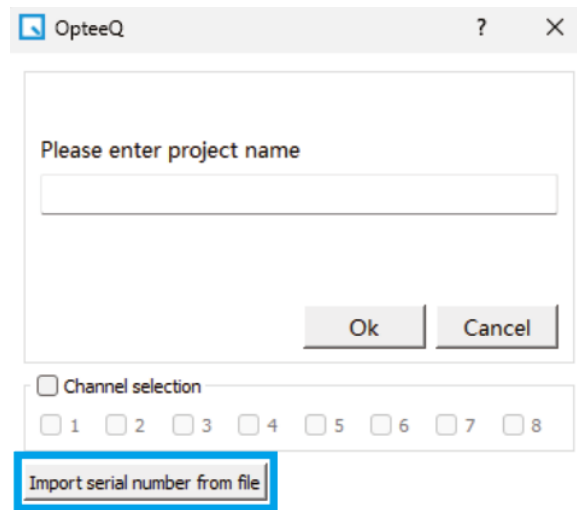 OpteeQ ?
Please enter project name
Ok Cancel
Channel selection
1 2 3 4 5 6 7 8
Import serial number from file